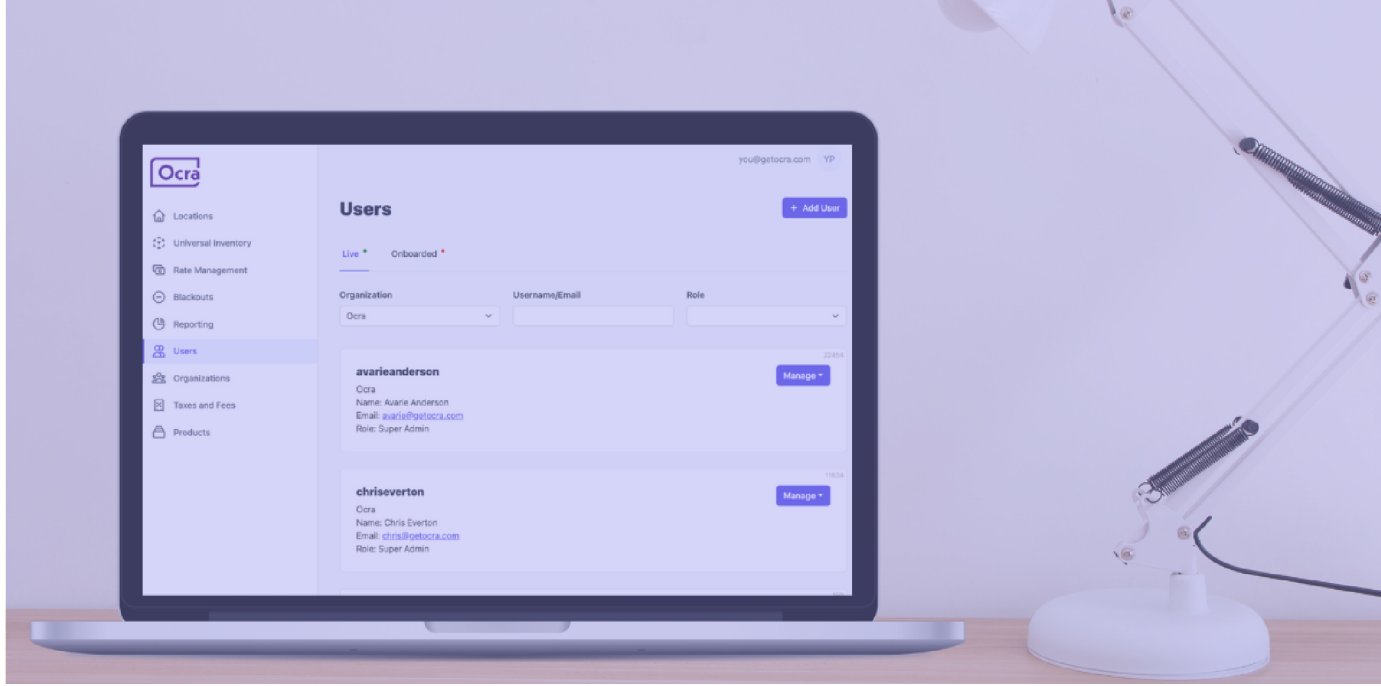 Ocra
you@getocra.com YP
Locations
Universal Inventory
Rate Management
Blackouts
Reporting
Users
Organizations
Taxes and Fees
Products
Users
+ Add User
Live
Onboarded
Organization
Username/Email
Role
Ocra
avarieanderson
Manage
Ocra
Name: Avarie Anderson
Email: avarie@getocra.com
Role: Super Admin
chriseverton
Manage
Ocra
Name: Chris Everton
Email: chris@getocra.com
Role: Super Admin